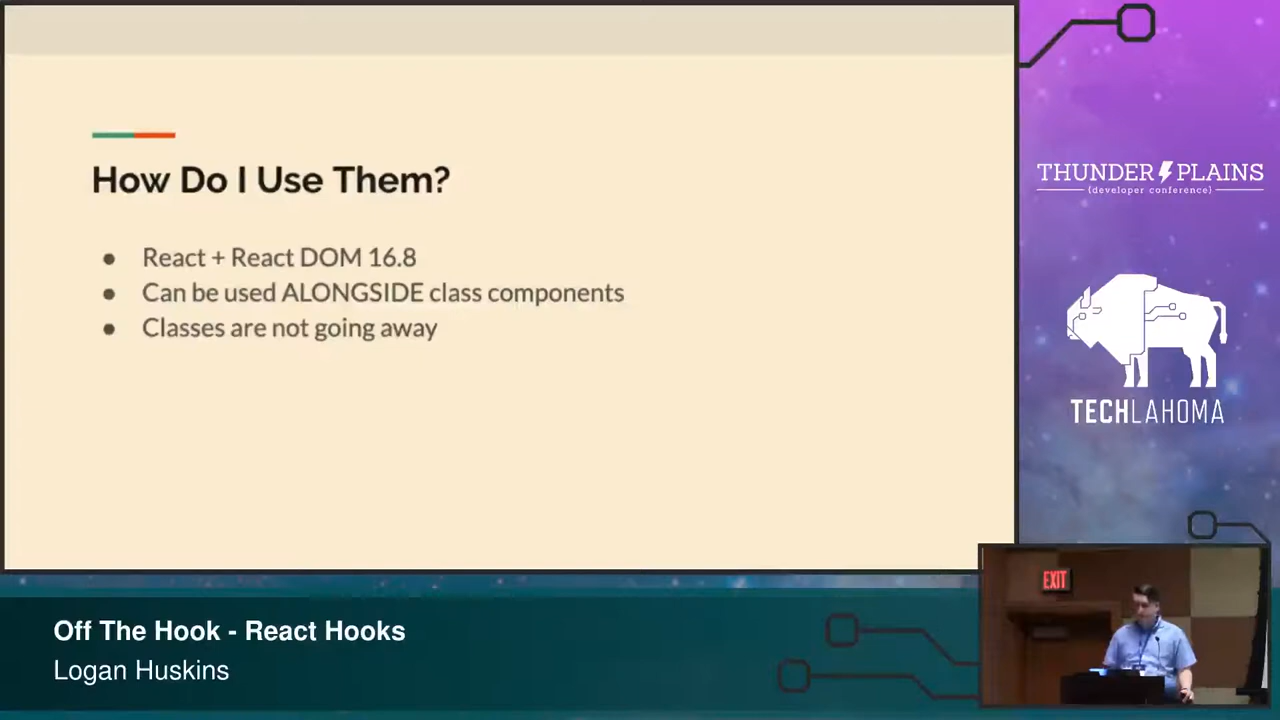 How Do I Use Them?
● React + React DOM 16.8
● Can be used ALONGSIDE class components
● Classes are not going away
THUNDER PLAINS
{developer conference}
TECHLAHOMA
EXIT
Off The Hook - React Hooks
Logan Huskins